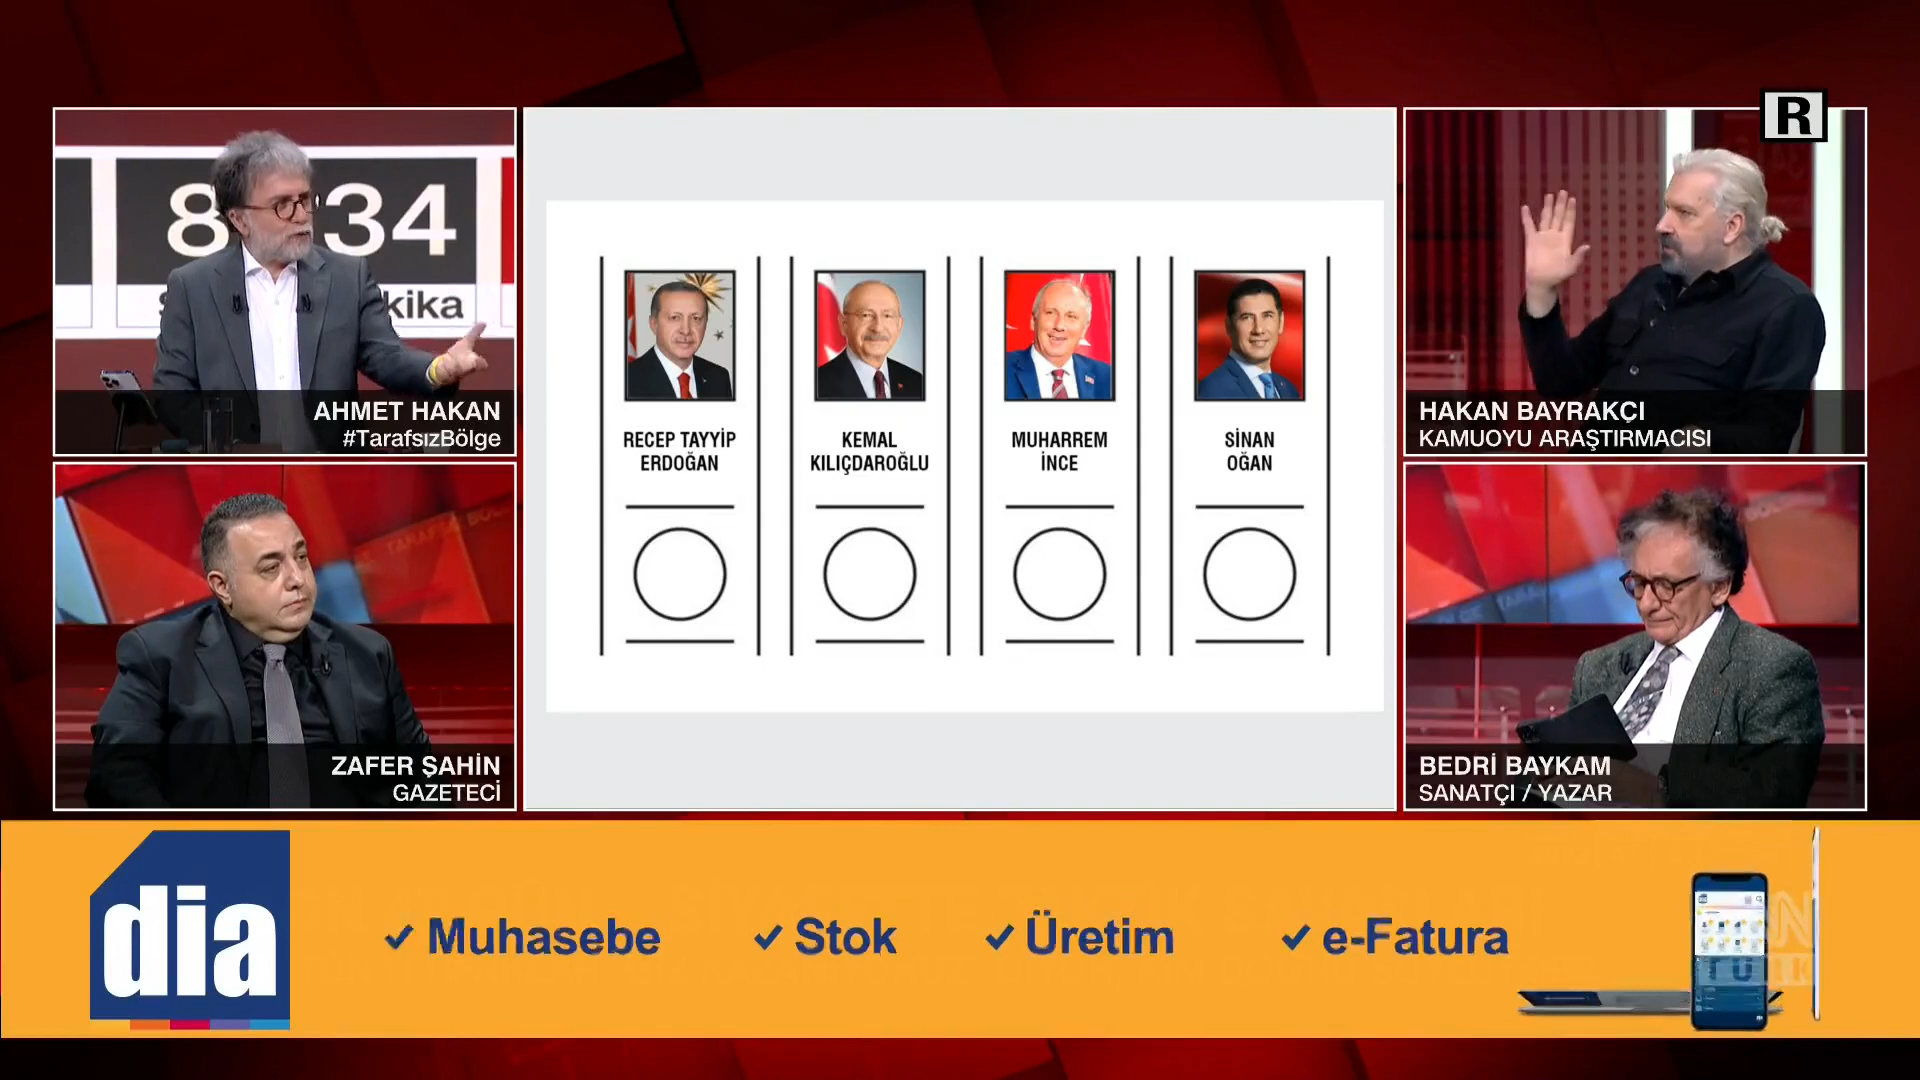 R
8
34
kika
AHMET HAKAN
#TarafsızBölge
HAKAN BAYRAKÇI
KAMUOYU ARAŞTIRMACISI
RECEP TAYYİP
ERDOĞAN
KEMAL
KILIÇDAROĞLU
MUHARREM
İNCE
SİNAN
OĞAN
ZAFER ŞAHİN
GAZETECİ
BEDRİ BAYKAM
SANATÇI / YAZAR
dia
Muhasebe
Stok
Üretim
e-Fatura